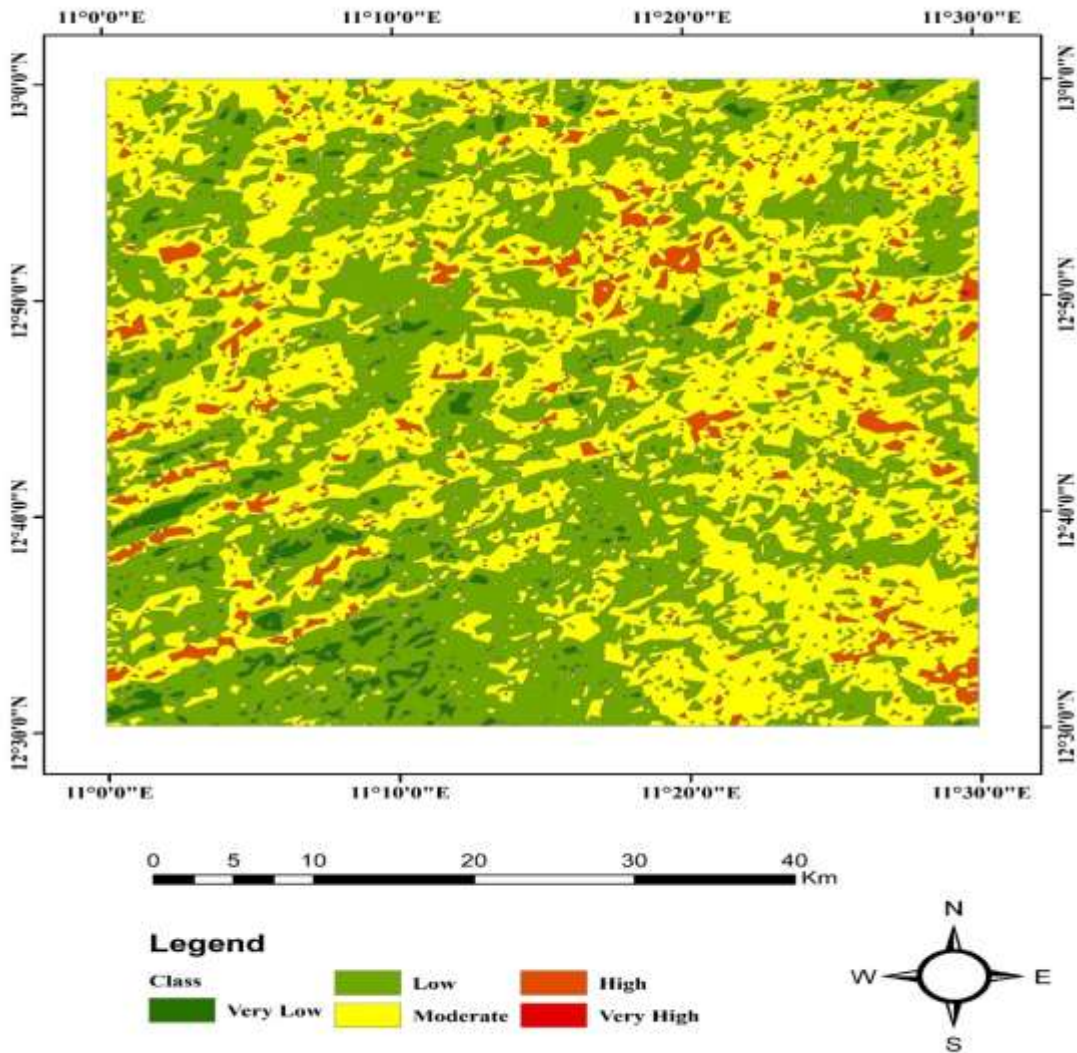 11°0'0"E 11°10'0"E 11°20'0"E 11°30'0"E
13°0'0"N 13°0'0"N
12°50'0"N 12°50'0"N
12°40'0"N 12°40'0"N
12°30'0"N 12°30'0"N
11°0'0"E 11°10'0"E 11°20'0"E 11°30'0"E
0 5 10 20 30 40
Km
Legend
Class Low High
Very Low Moderate Very High
N
W E
S